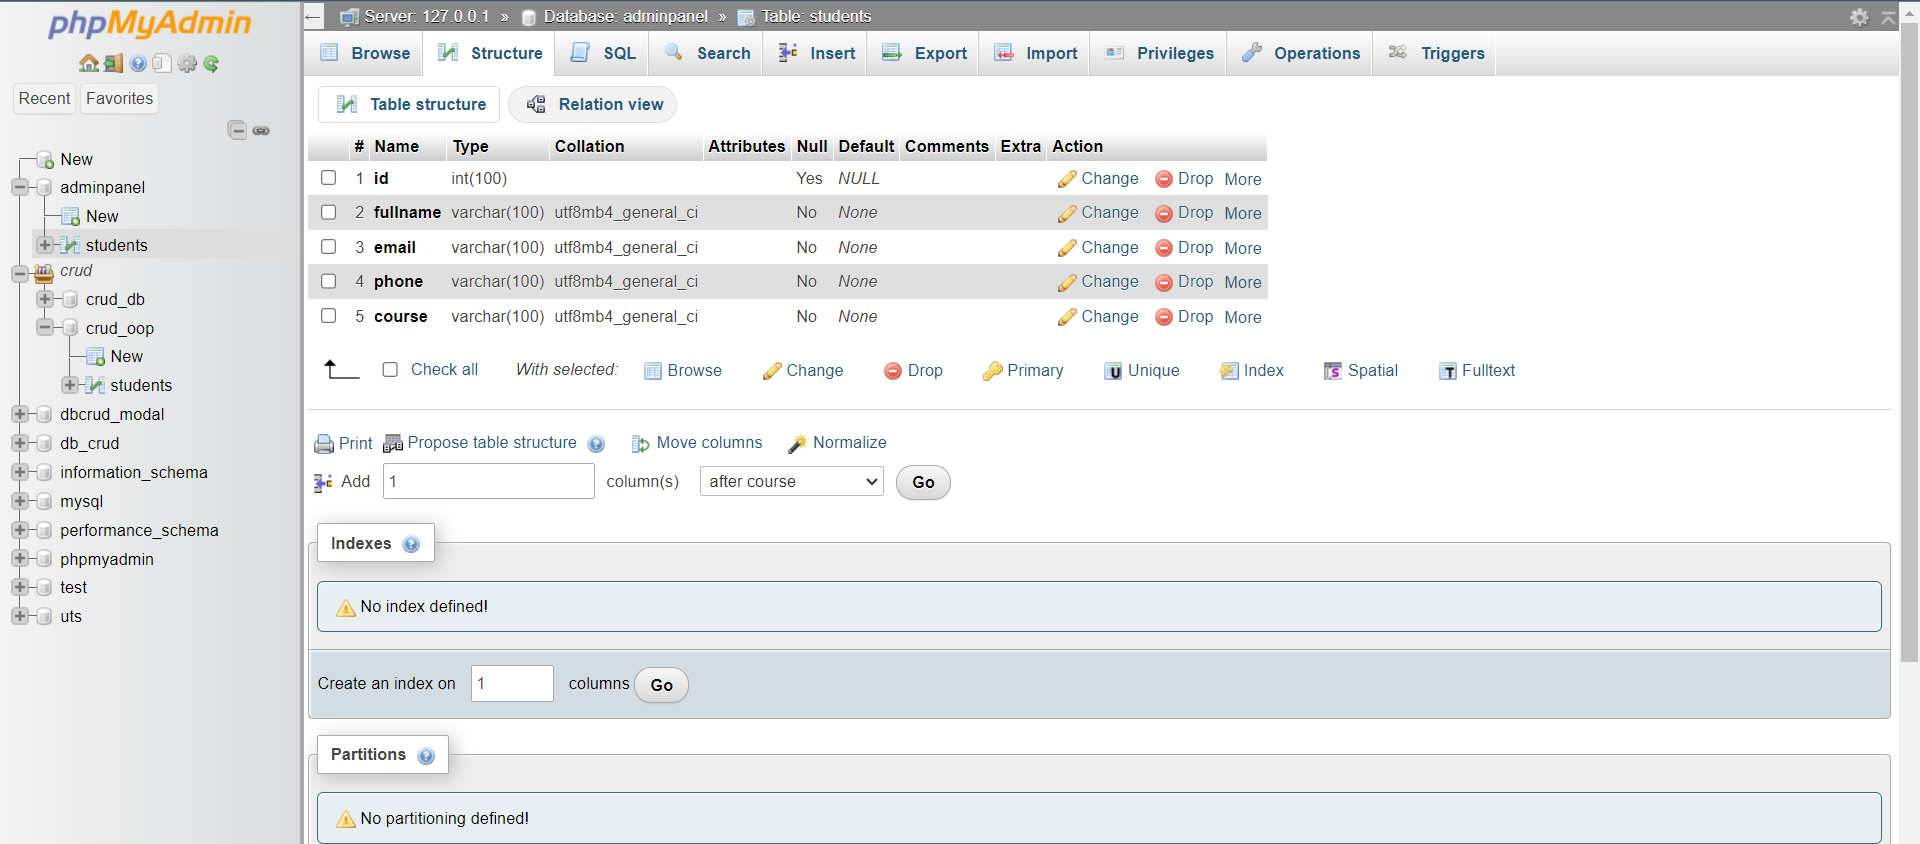 phpMyAdmin
Recent Favorites
New
adminpanel
New
students
crud
crud_db
crud_oop
New
students
dbcrud_modal
db_crud
information_schema
mysql
performance_schema
phpmyadmin
test
uts
Server: 127.0.0.1 » Database: adminpanel » Table: students
Browse Structure SQL Search Insert Export Import Privileges Operations Triggers
Table structure Relation view
# Name Type Collation Attributes Null Default Comments Extra Action
1 id int(100) Yes NULL Change Drop More
2 fullname varchar(100) utf8mb4_general_ci No None Change Drop More
3 email varchar(100) utf8mb4_general_ci No None Change Drop More
4 phone varchar(100) utf8mb4_general_ci No None Change Drop More
5 course varchar(100) utf8mb4_general_ci No None Change Drop More
Check all With selected: Browse Change Drop Primary Unique Index Spatial Fulltext
Print Propose table structure Move columns Normalize
Add 1 column(s) after course Go
Indexes
No index defined!
Create an index on 1 columns Go
Partitions
No partitioning defined!